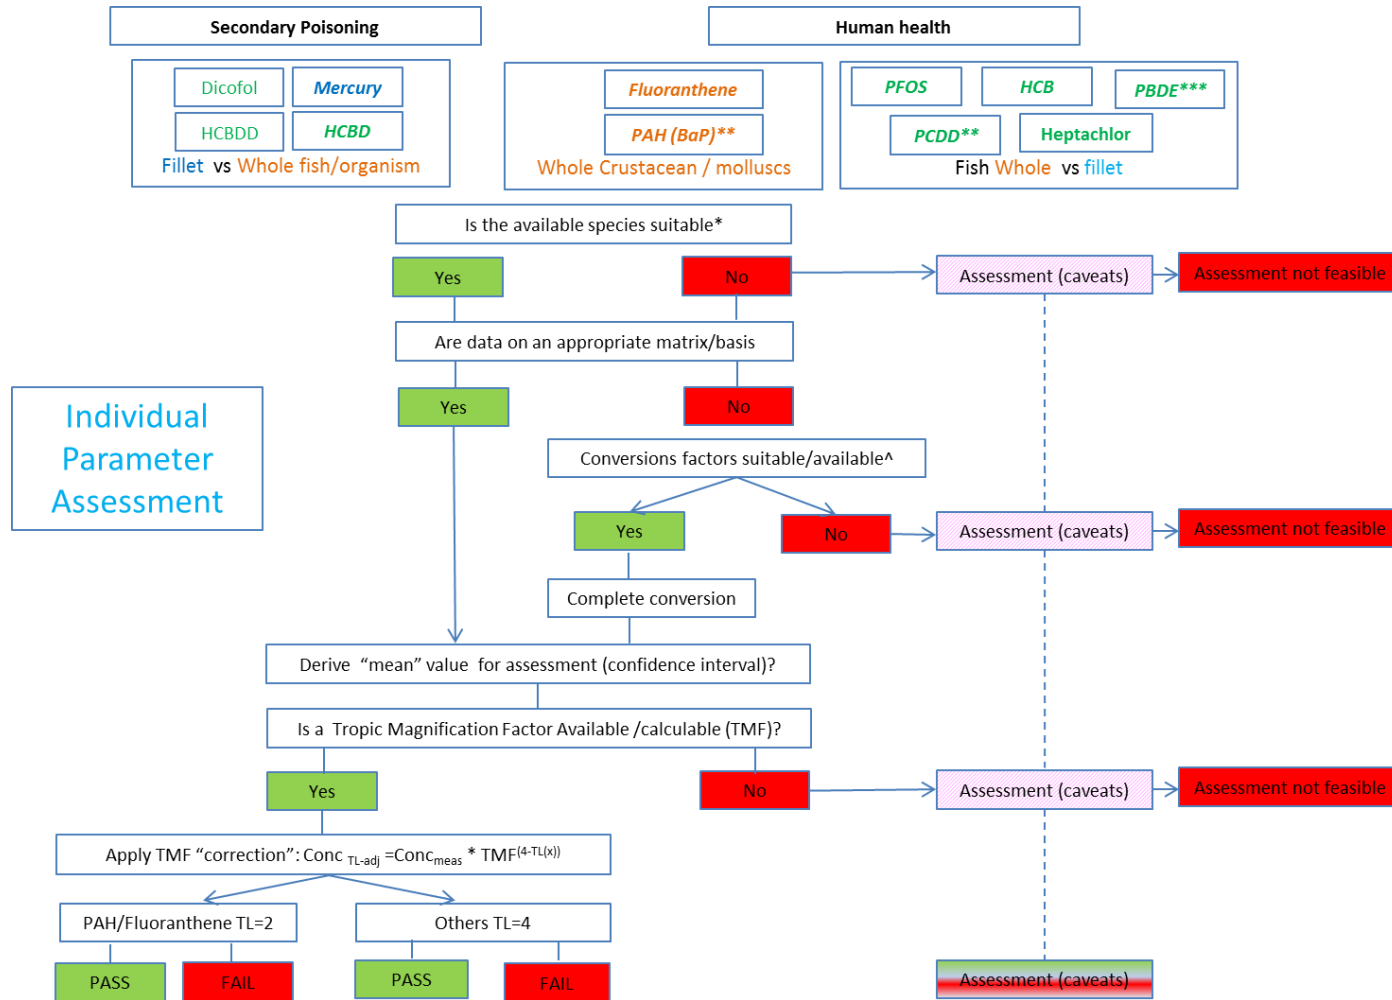 Secondary Poisoning
Human health
Dicofol
Mercury
HCBDD
HCBD
Fillet vs Whole fish/organism
Fluoranthene
PAH (BaP)**
Whole Crustacean / molluscs
PFOS
HCB
PBDE***
PCDD**
Heptachlor
Fish Whole vs fillet
Is the available species suitable*
Yes
No
Assessment (caveats)
Assessment not feasible
Are data on an appropriate matrix/basis
Yes
No
Individual
Parameter
Assessment
Conversions factors suitable/available^
Yes
No
Assessment (caveats)
Assessment not feasible
Complete conversion
Derive “mean” value for assessment (confidence interval)?
Is a Tropic Magnification Factor Available /calculable (TMF)?
Yes
No
Assessment (caveats)
Assessment not feasible
Apply TMF “correction”: Conc TL-adj =Concmeas * TMF(4-TL(x))
PAH/Fluoranthene TL=2
Others TL=4
PASS
FAIL
PASS
FAIL
Assessment (caveats)